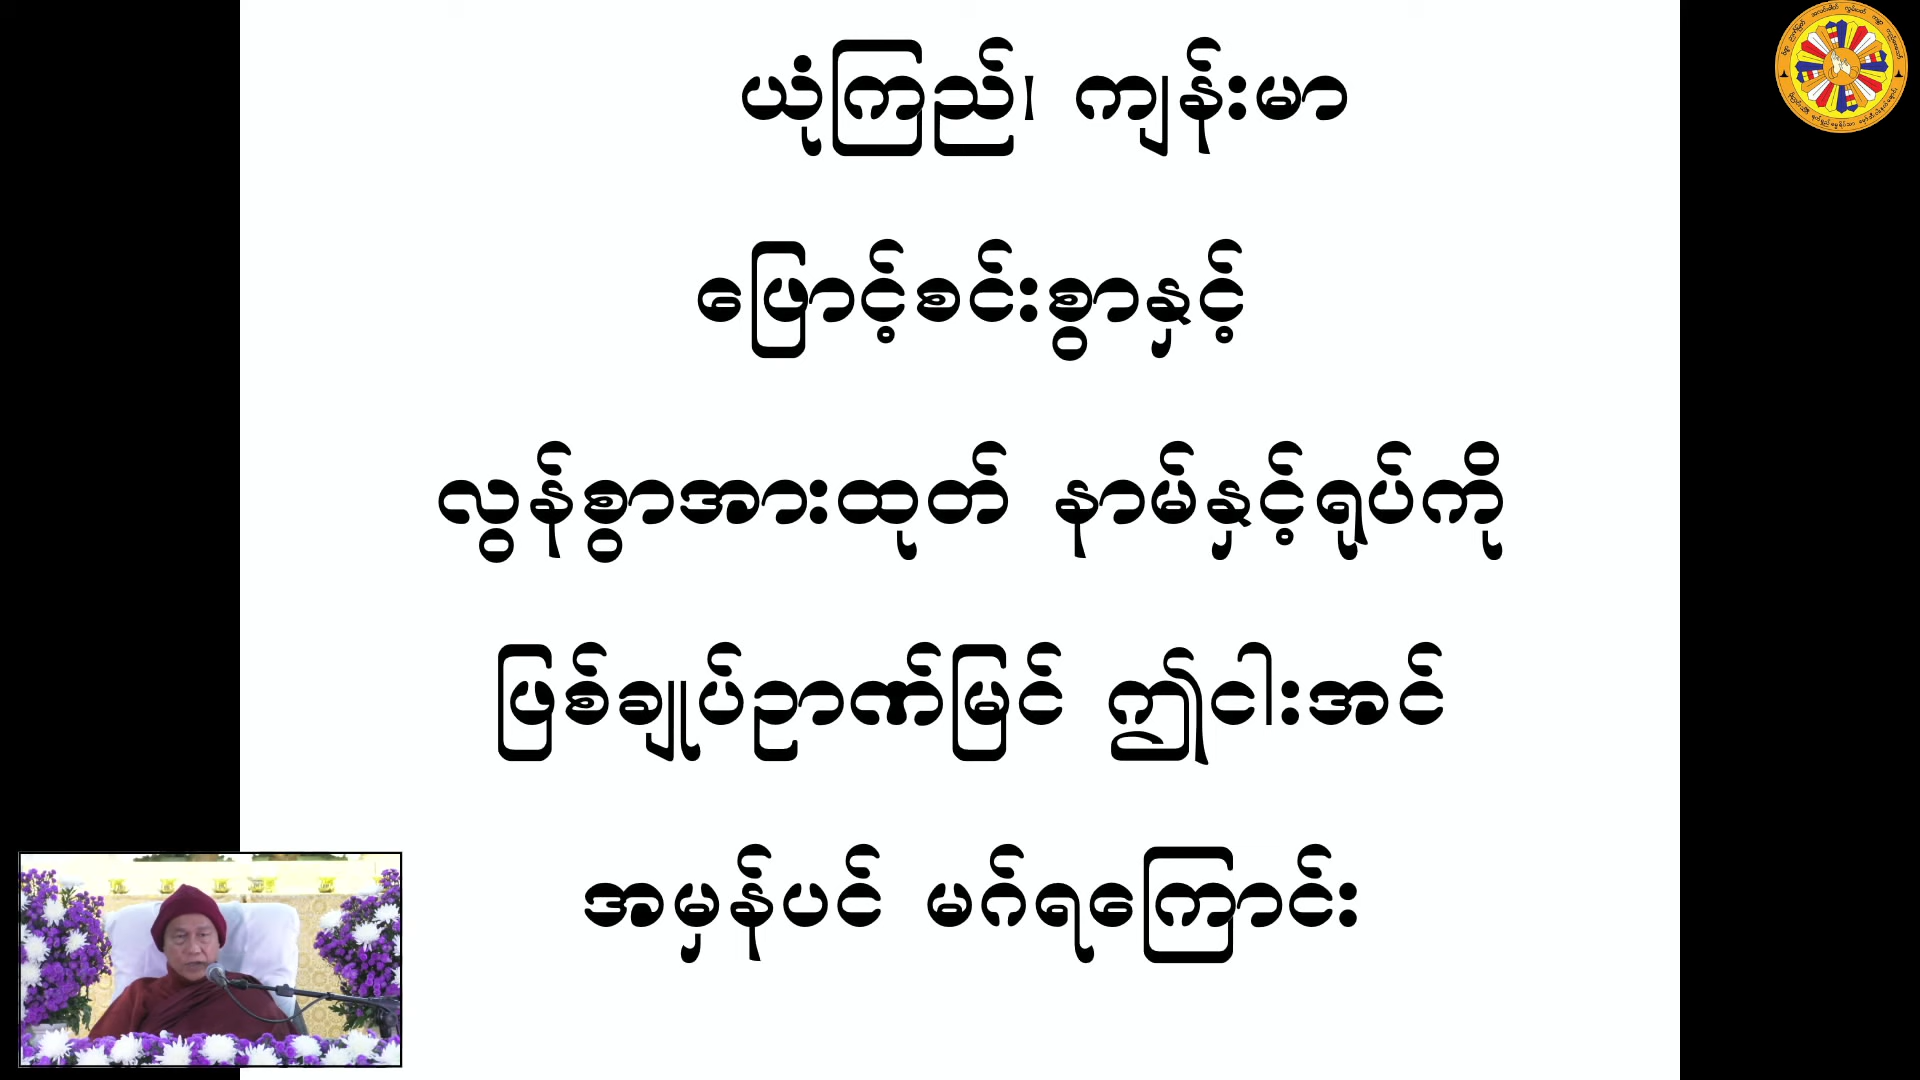 ယုံကြည်၊ ကျန်းမာ
ဖြောင့်စင်းစွာနှင့်
လွန်စွာအားထုတ် နာမ်နှင့်ရုပ်ကို
ဖြစ်ချုပ်ဉာဏ်မြင် ဤငါးအင်
အမှန်ပင် မဂ်ရကြောင်း